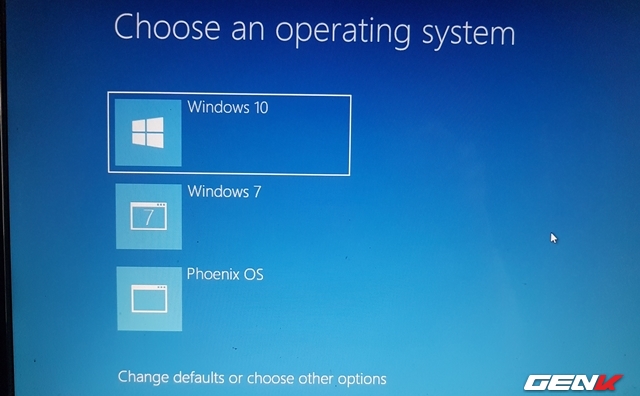 Choose an operating system
Windows 10
7
Windows 7
Phoenix OS
Change defaults or choose other options
GENK